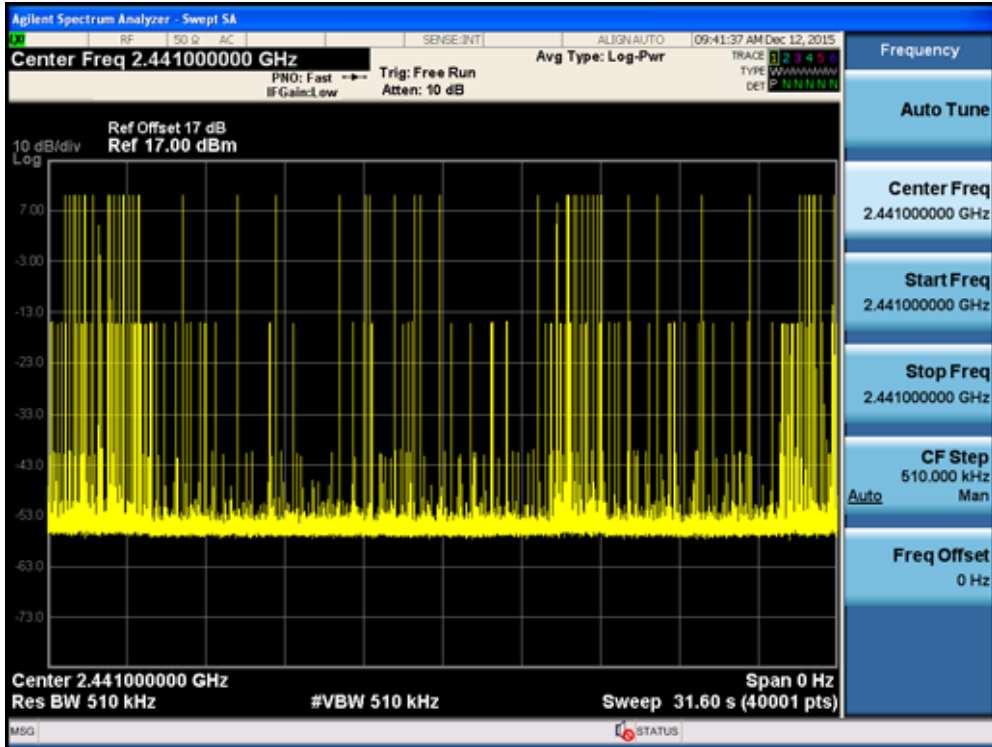 Agilent Spectrum Analyzer - Swept SA
RF 50 Ω AC SENSE:INT ALIGNAUTO 09:41:37 AM Dec 12, 2015
Center Freq 2.441000000 GHz
Avg Type: Log-Pwr
TRACE 1 2 3 4 5 6
PNO: Fast Trig: Free Run
TYPE WWWWWW
IFGain:Low Atten: 10 dB
DET P N N N N N
Ref Offset 17 dB
10 dB/div Ref 17.00 dBm
Log
7.00
-3.00
-13.0
-23.0
-33.0
-43.0
-53.0
-63.0
-73.0
Center 2.441000000 GHz Span 0 Hz
Res BW 510 kHz #VBW 510 kHz Sweep 31.60 s (40001 pts)
MSG STATUS
Frequency
Auto Tune
Center Freq
2.441000000 GHz
Start Freq
2.441000000 GHz
Stop Freq
2.441000000 GHz
CF Step
510.000 kHz
Auto Man
Freq Offset
0 Hz